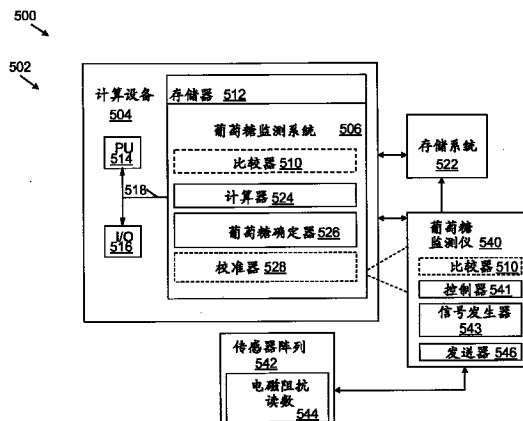 500
502
计算设备
504
PU
514
518
I/O
516
存储器 512
葡萄糖监测系统 506
比较器 510
计算器 524
葡萄糖确定器 526
校准器 528
存储系统
522
葡萄糖
监测仪 540
比较器 510
控制器 541
信号发生器
543
发送器 546
传感器阵列
542
电磁阻抗
读数
544